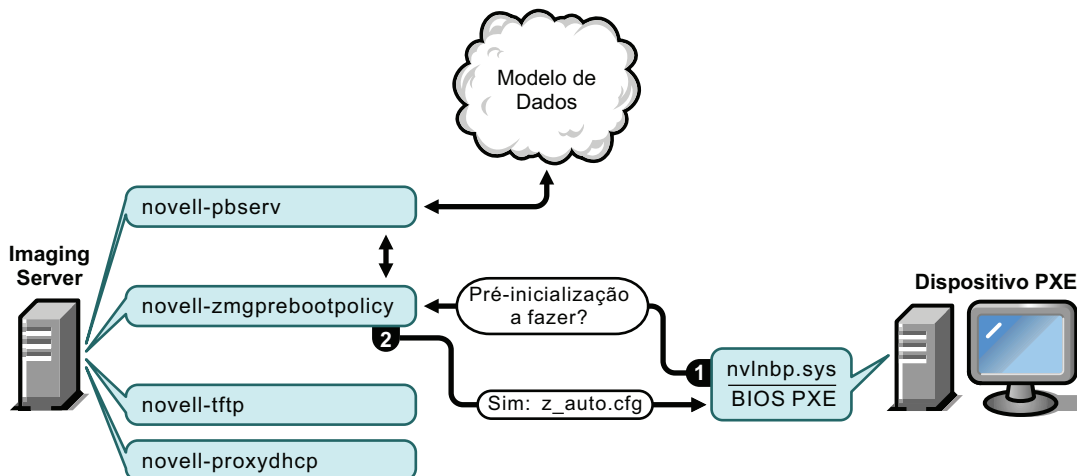 Modelo de
Dados
novell-pbserv
Imaging
Server
novell-zmgprebootpolicy
Pré-inicialização
a fazer?
Dispositivo PXE
2
1
nvlnbp.sys
BIOS PXE
novell-tftp
Sim: z_auto.cfg
novell-proxydhcp